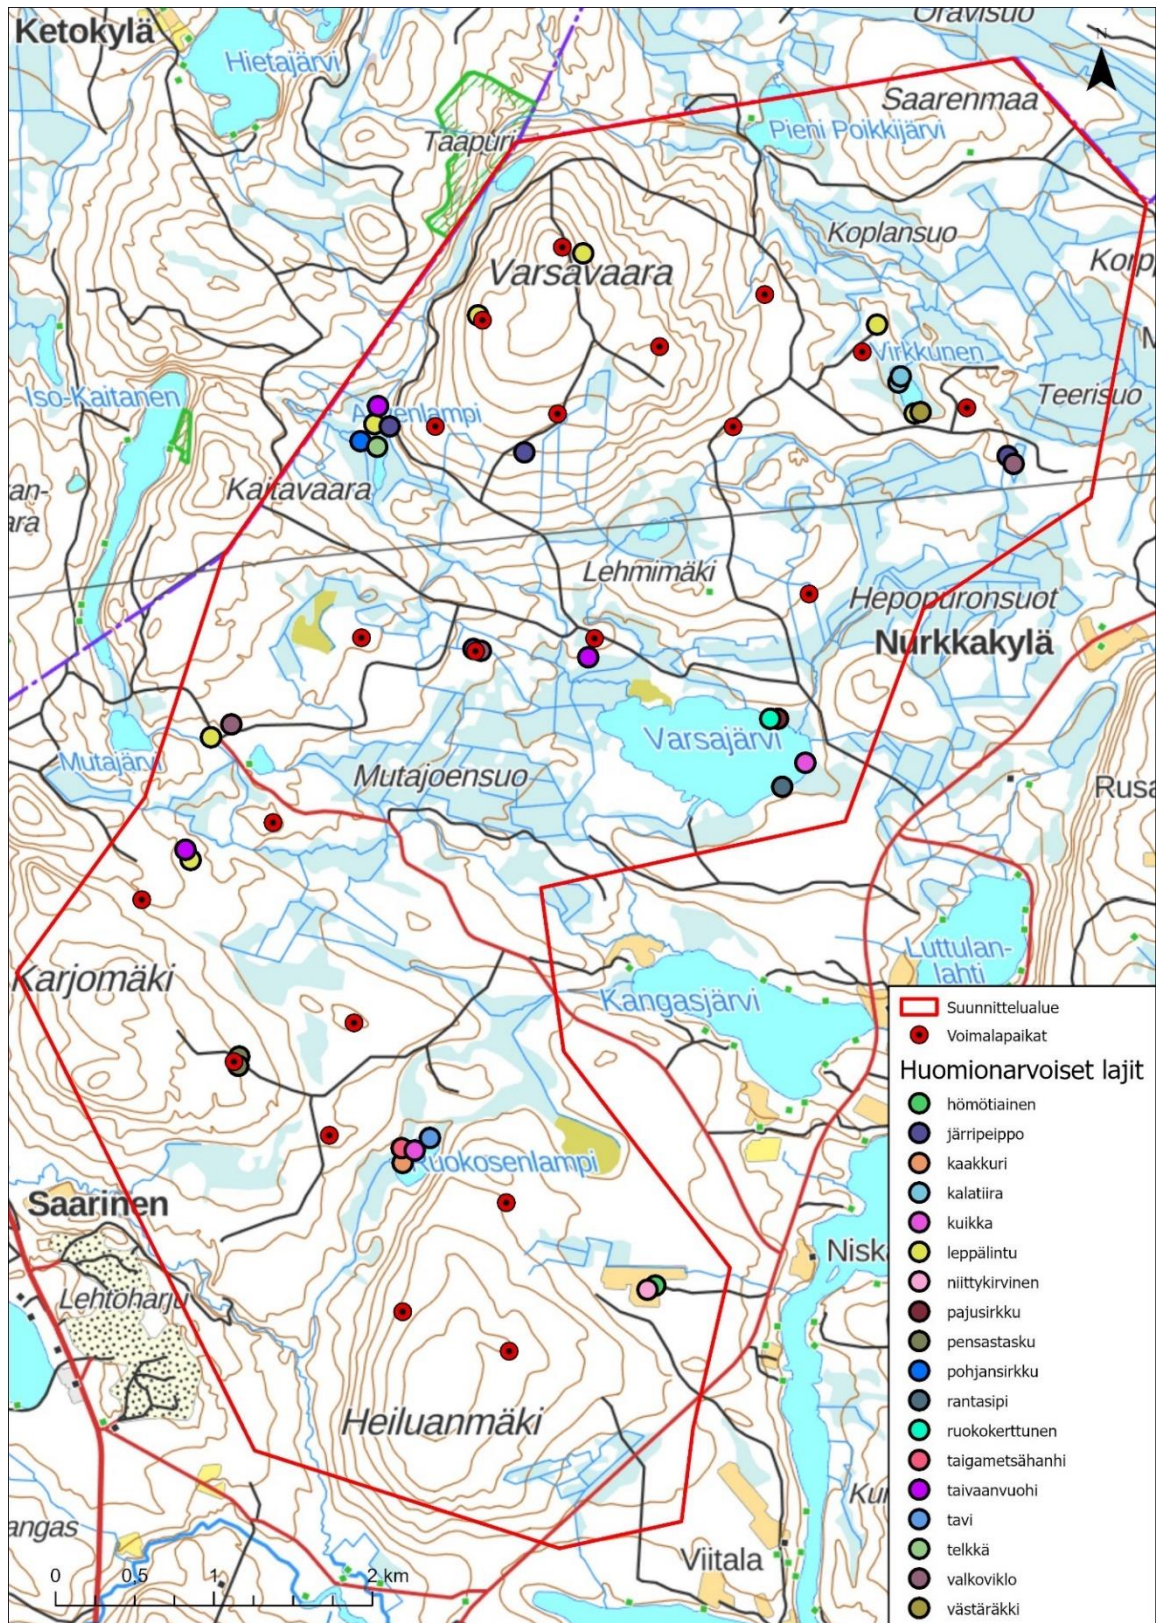 Ketokylä
Oravisuo
Hietajärvi
N
Saarenmaa
Taapuri
Pieni Poikkijärvi
Koplansuo
Varsavaara
Virkkunen
Iso-Kaitanen
Teerisuo
Kaitavaara
an-
ara
Lehmimäki
Hepopuronsuot
Nurkkakylä
Varsajärvi
Mutajärvi
Mutajoensuo
Rusa
Luttulan-
lahti
Karjomäki
Kangasjärvi
Ruokosenlampi
Saarinen
Niska
Lehtoharju
Heiluanmäki
angas
Viitala
0 0,5 1 2 km
Suunnittelualue
Voimalapaikat
Huomionarvoiset lajit
hömötiainen
järripeippo
kaakkuri
kalatiira
kuikka
leppälintu
niittykirvinen
pajusirkku
pensastasku
pohjansirkku
rantasipi
ruokokerttunen
taigametsähanhi
taivaanvuohi
tavi
telkkä
valkoviklo
västäräkki